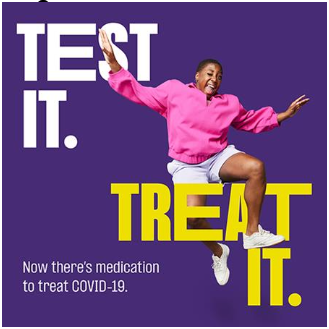 TEST
IT.
TREAT
IT.
Now there's medication
to treat COVID-19.